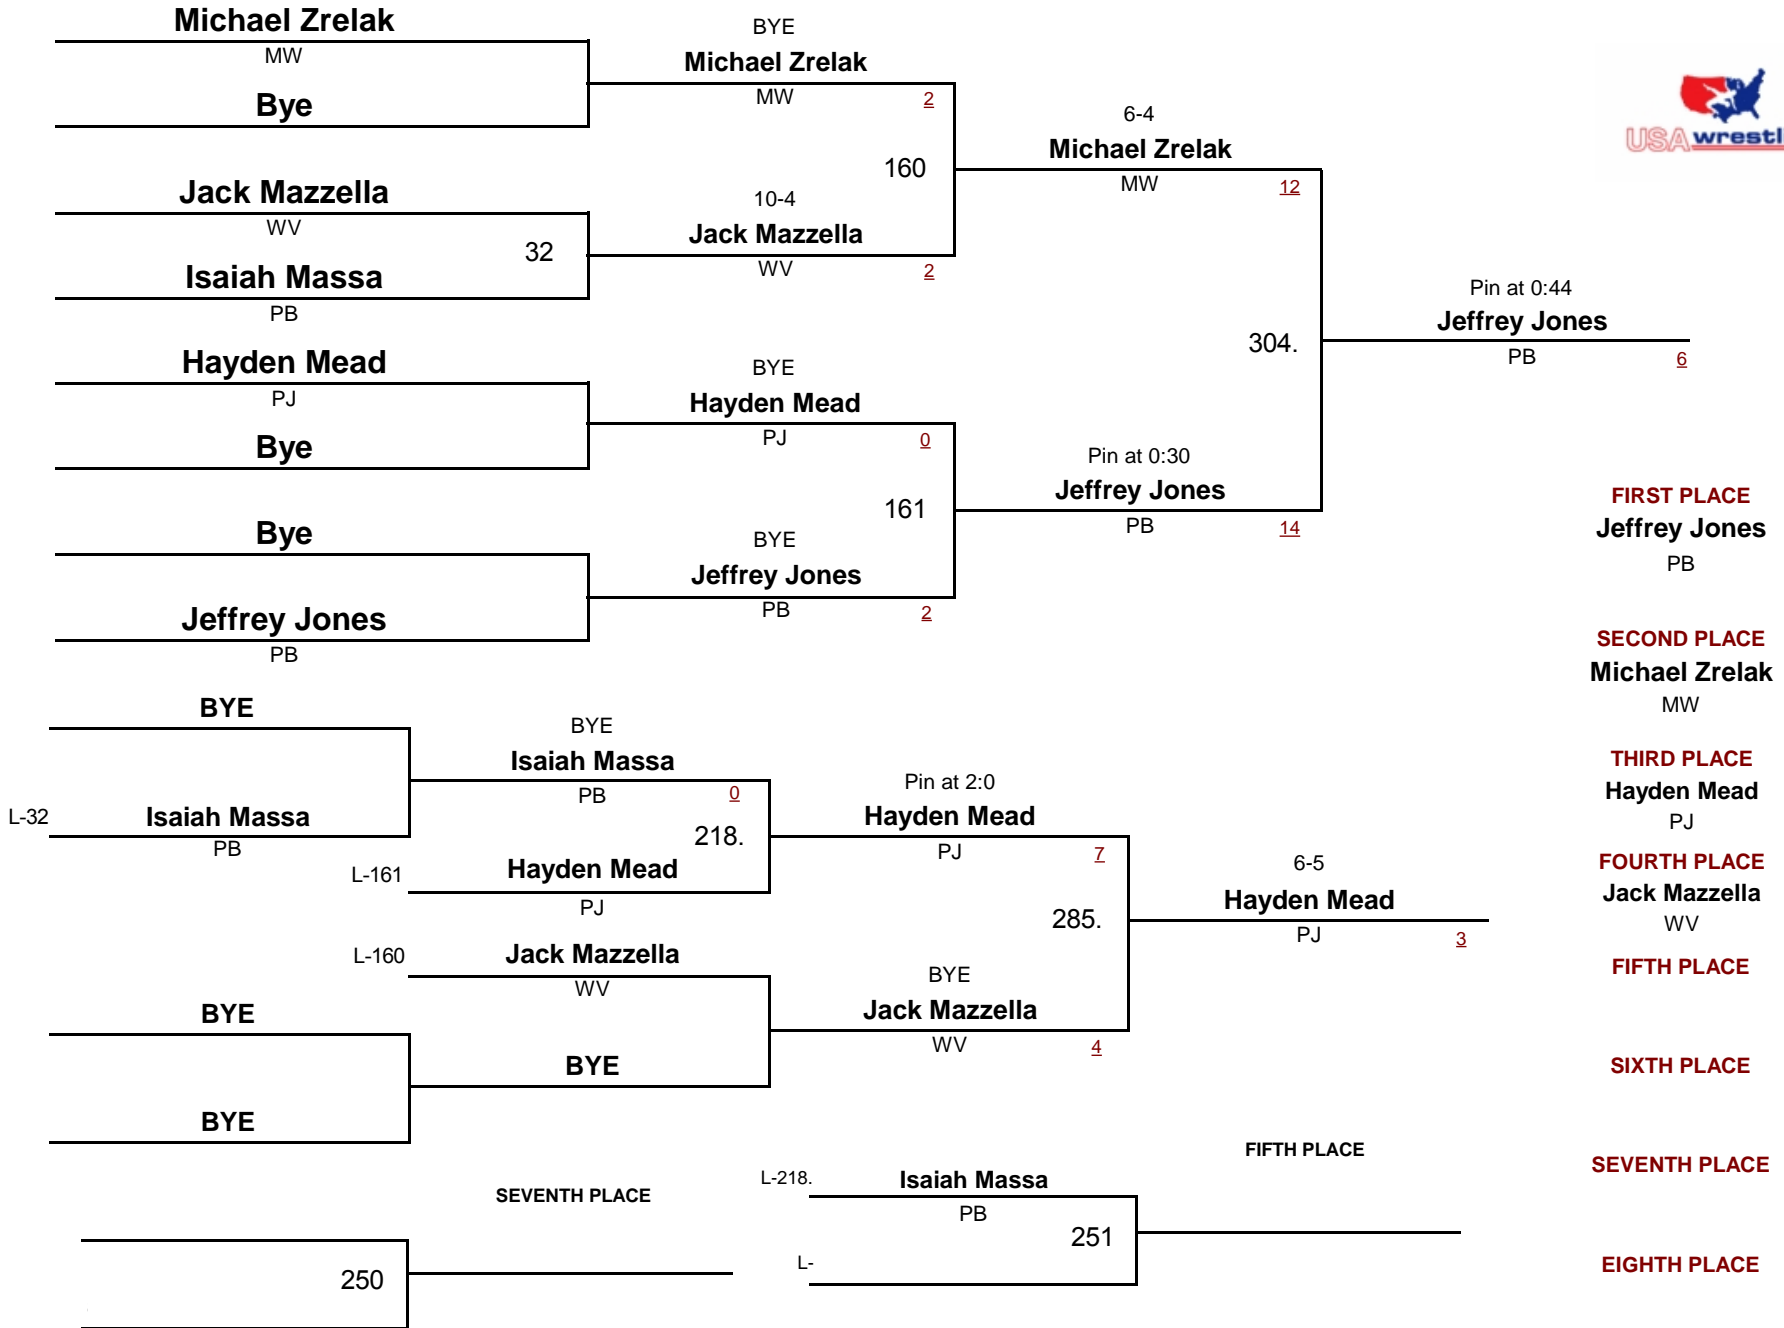 Michael Zrelak
MW
Bye
BYE
Michael Zrelak
MW
2
160
6-4
Michael Zrelak
MW
12
USA wrestli
Jack Mazzella
WV
32
Isaiah Massa
PB
10-4
Jack Mazzella
WV
2
304.
Pin at 0:44
Jeffrey Jones
PB
6
Hayden Mead
PJ
Bye
BYE
Hayden Mead
PJ
0
161
Pin at 0:30
Jeffrey Jones
PB
14
Bye
Jeffrey Jones
PB
BYE
Jeffrey Jones
PB
2
FIRST PLACE
Jeffrey Jones
PB
SECOND PLACE
Michael Zrelak
MW
THIRD PLACE
Hayden Mead
PJ
FOURTH PLACE
Jack Mazzella
WV
FIFTH PLACE
SIXTH PLACE
SEVENTH PLACE
EIGHTH PLACE
BYE
L-32
Isaiah Massa
PB
BYE
Isaiah Massa
PB
0
218.
L-161
Hayden Mead
PJ
Pin at 2:0
Hayden Mead
PJ
7
285.
6-5
Hayden Mead
PJ
3
L-160
Jack Mazzella
WV
BYE
Jack Mazzella
WV
4
BYE
BYE
BYE
SEVENTH PLACE
250
FIFTH PLACE
L-218.
Isaiah Massa
PB
251
L-